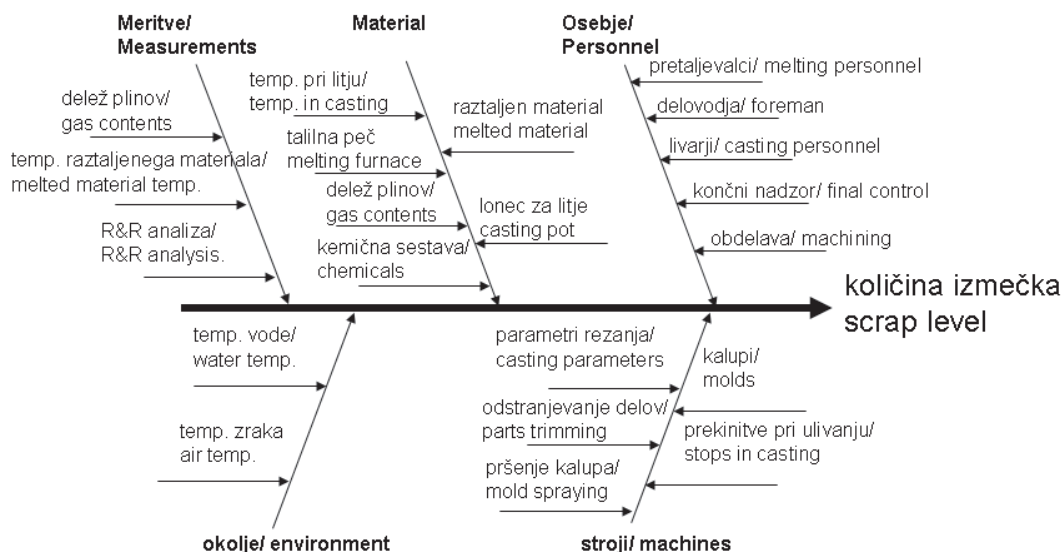 Meritve/
Measurements
Material
Osebje/
Personnel
delež plinov/
gas contents
temp. raztaljenega materiala/
melted material temp.
R&R analiza/
R&R analysis.
temp. pri litju/
temp. in casting
talilna peč
melting furnace
delež plinov/
gas contents
kemična sestava/
chemicals
raztaljen material
melted material
lonec za litje
casting pot
pretaljevalci/ melting personnel
delovodja/ foreman
livarji/ casting personnel
končni nadzor/ final control
obdelava/ machining
količina izmečka
scrap level
temp. vode/
water temp.
temp. zraka
air temp.
parametri rezanja/
casting parameters
odstranjevanje delov/
parts trimming
pršenje kalupa/
mold spraying
kalupi/
molds
prekinitve pri ulivanju/
stops in casting
okolje/ environment
stroji/ machines